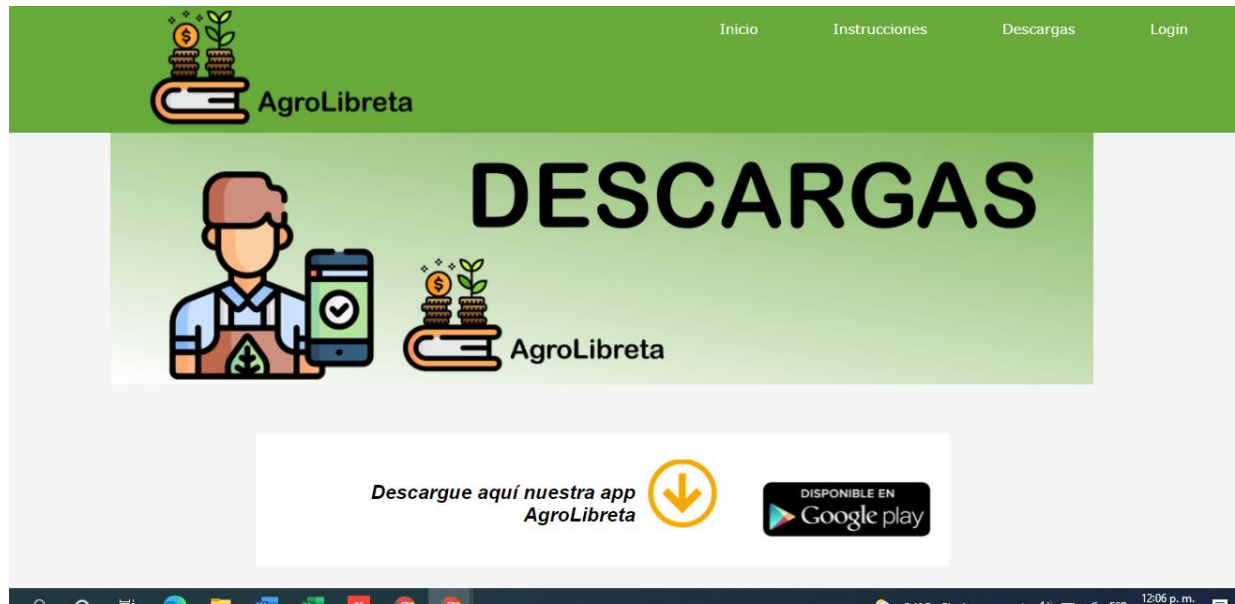 Inicio Instrucciones Descargas Login
AgroLibreta
DESCARGAS
AgroLibreta
Descargue aquí nuestra app
AgroLibreta
DISPONIBLE EN
Google play
12:06 p. m.